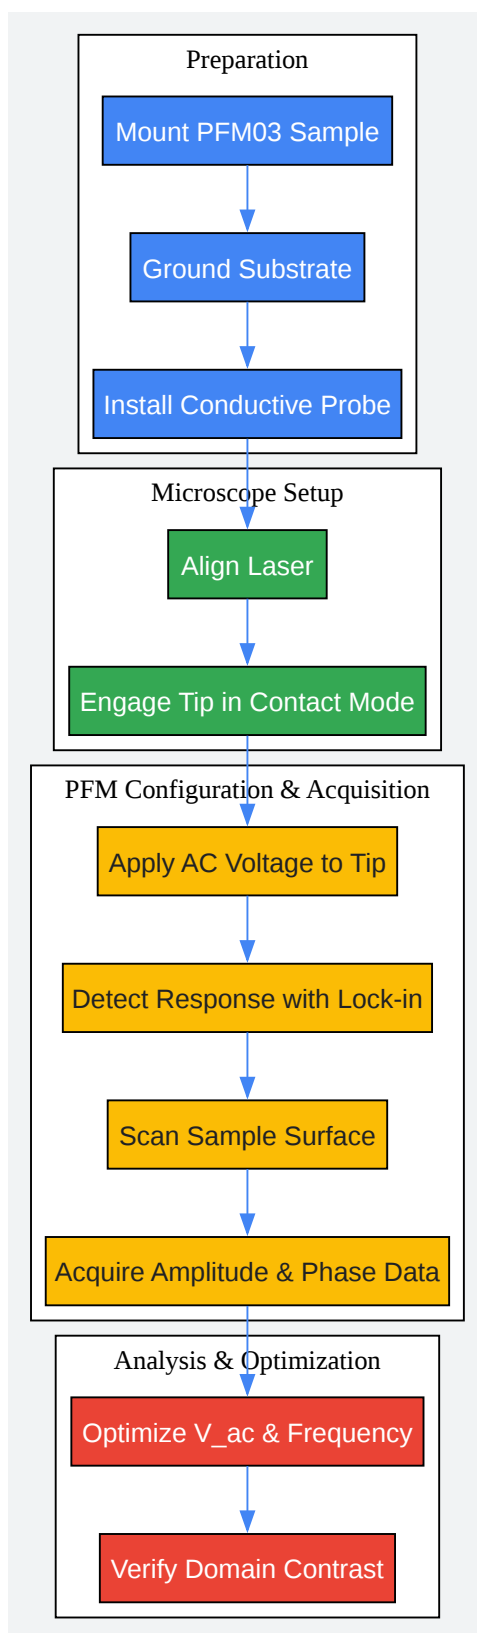 Preparation
Mount PFM03 Sample
Ground Substrate
Install Conductive Probe
Microscope Setup
Align Laser
Engage Tip in Contact Mode
PFM Configuration & Acquisition
Apply AC Voltage to Tip
Detect Response with Lock-in
Scan Sample Surface
Acquire Amplitude & Phase Data
Analysis & Optimization
Optimize V_ac & Frequency
Verify Domain Contrast